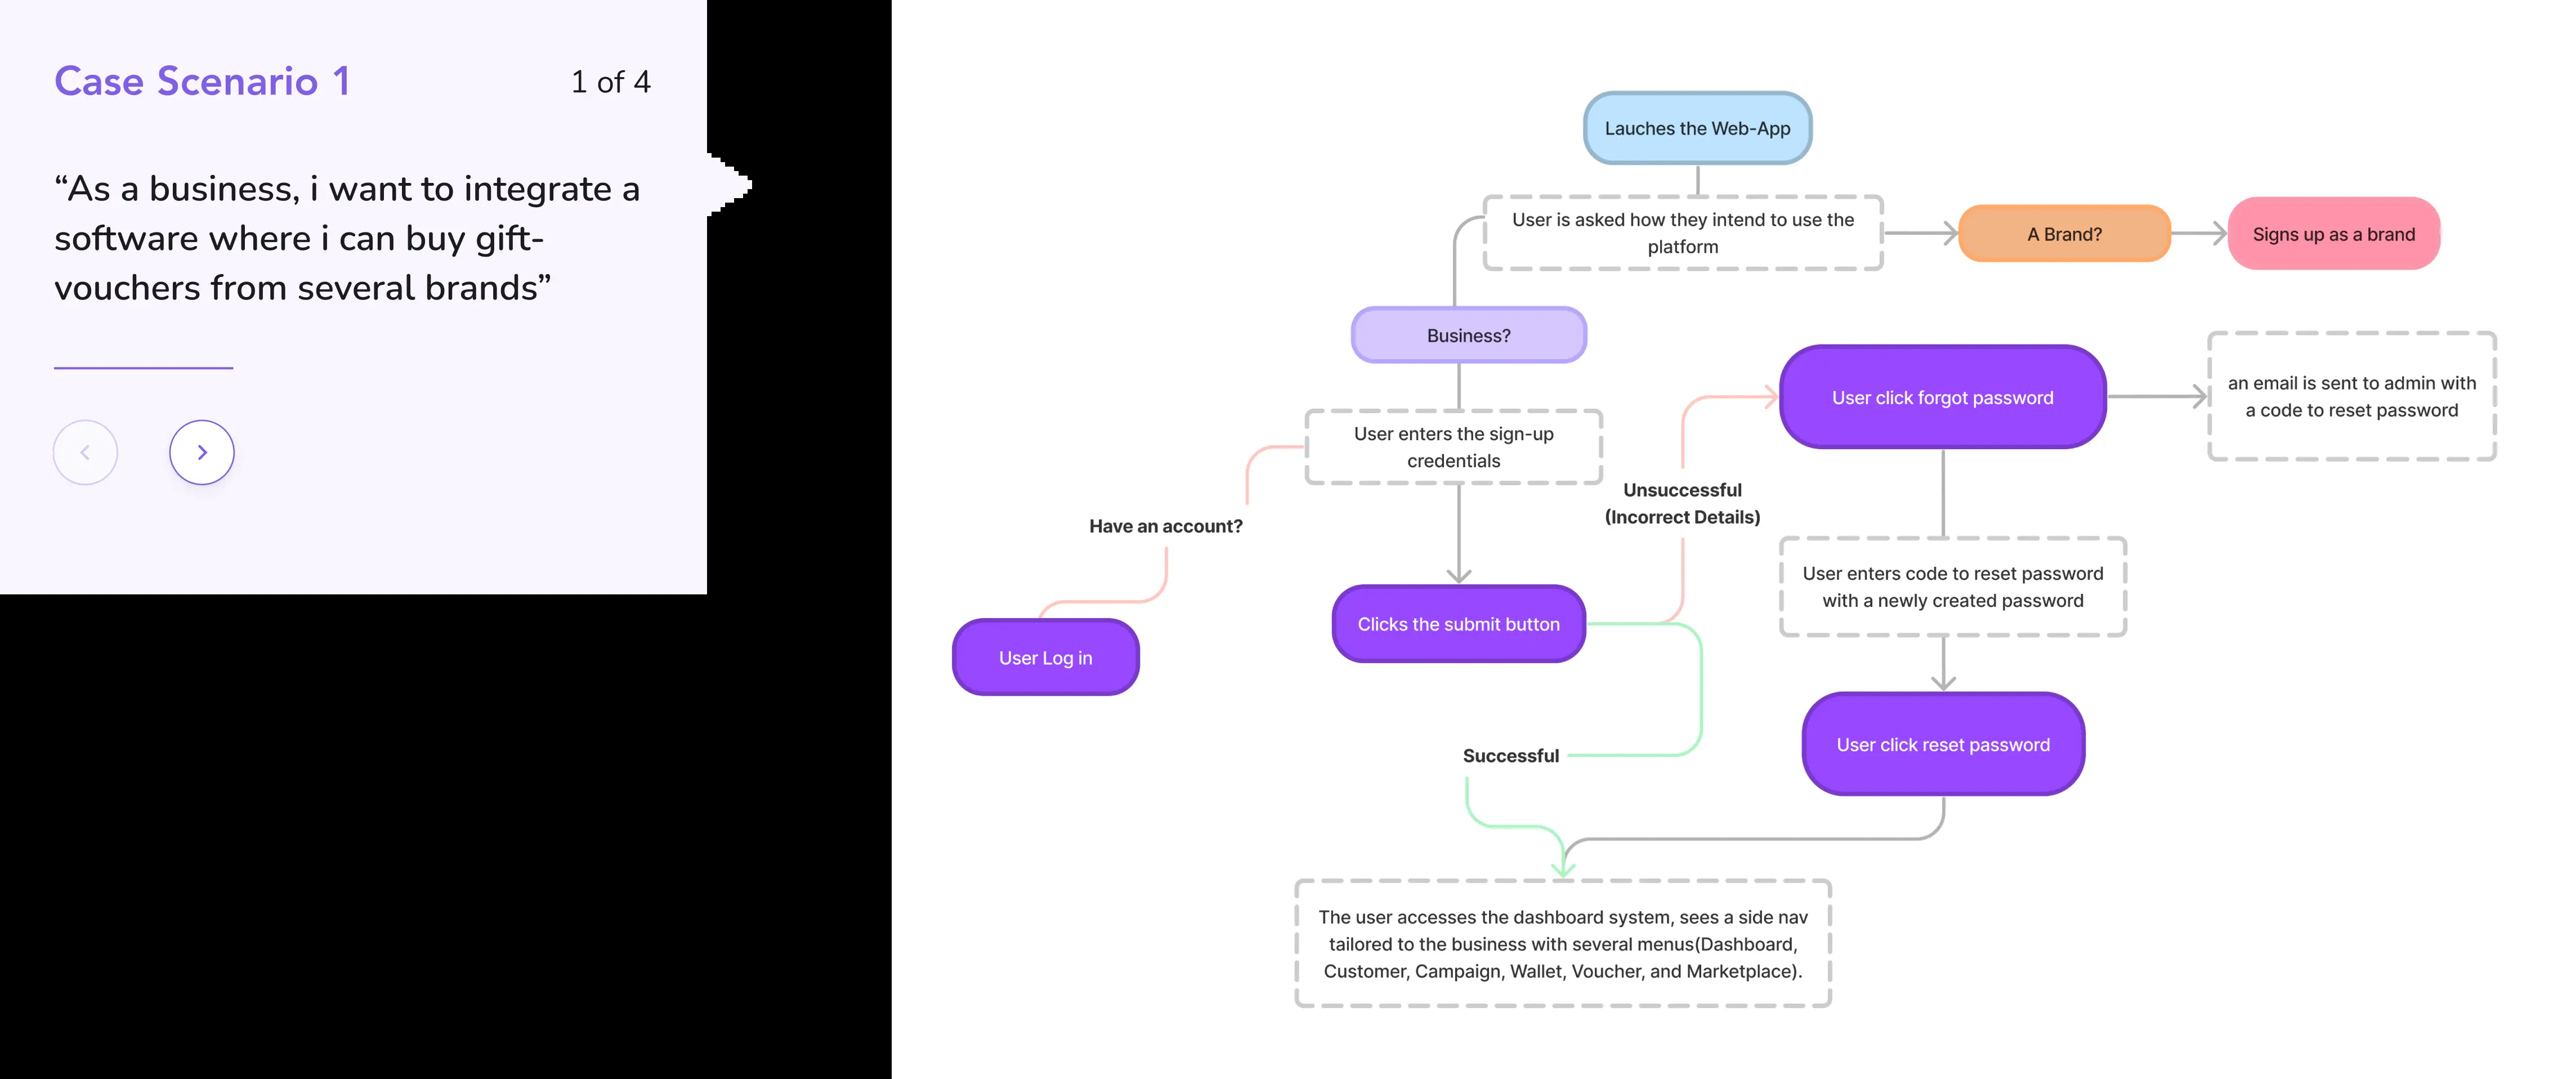 Case Scenario 1
1 of 4
“As a business, i want to integrate a
software where i can buy gift-
vouchers from several brands”
Lauches the Web-App
User is asked how they intend to use the
platform
A Brand?
Signs up as a brand
Business?
User click forgot password
an email is sent to admin with
a code to reset password
User enters the sign-up
credentials
Unsuccessful
(Incorrect Details)
Have an account?
User enters code to reset password
with a newly created password
Clicks the submit button
User Log in
User click reset password
Successful
The user accesses the dashboard system, sees a side nav
tailored to the business with several menus(Dashboard,
Customer, Campaign, Wallet, Voucher, and Marketplace).